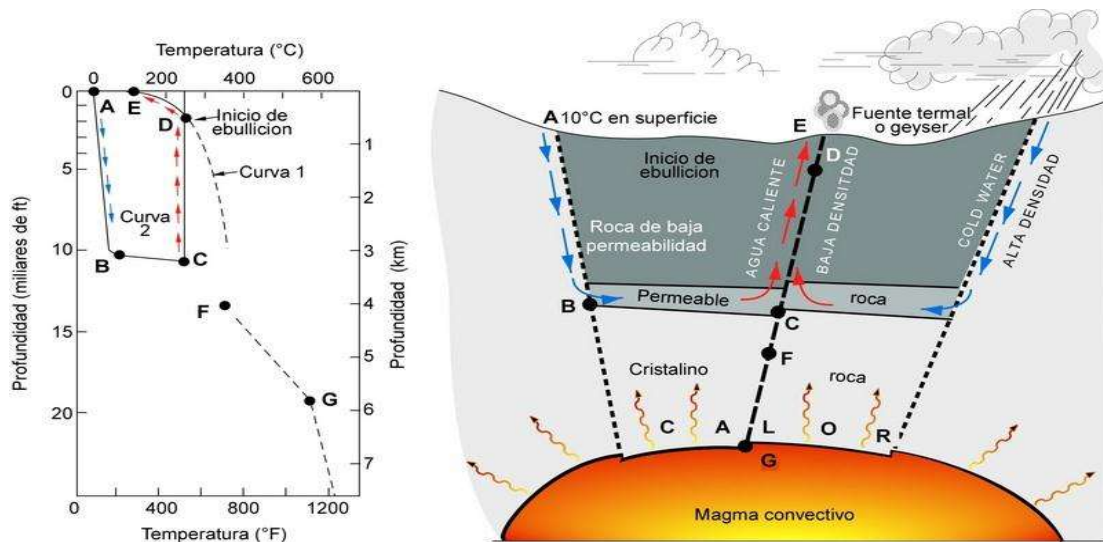 Temperatura (°C)
0 200 400 600
0
5
10
15
20
Profididad (miliares de ft)
A
E
D
Inicio de
ebullicion
Curva 1
Curva
2
B
C
F
G
1
2
3
4
5
6
7
Profundidad (km)
0 400 800 1200
Temperatura (°F)
A 10°C en superficie
E
Fuente termal
o geyser
D
Inicio de
ebullicion
Roca de baja
permeabilidad
AGUA CALIENTE
BAJA DENSITDAD
COLD WATER
ALTA DENSIDAD
B
Permeable
roca
C
F
Cristalino
roca
C A L O R
G
Magma convectivo